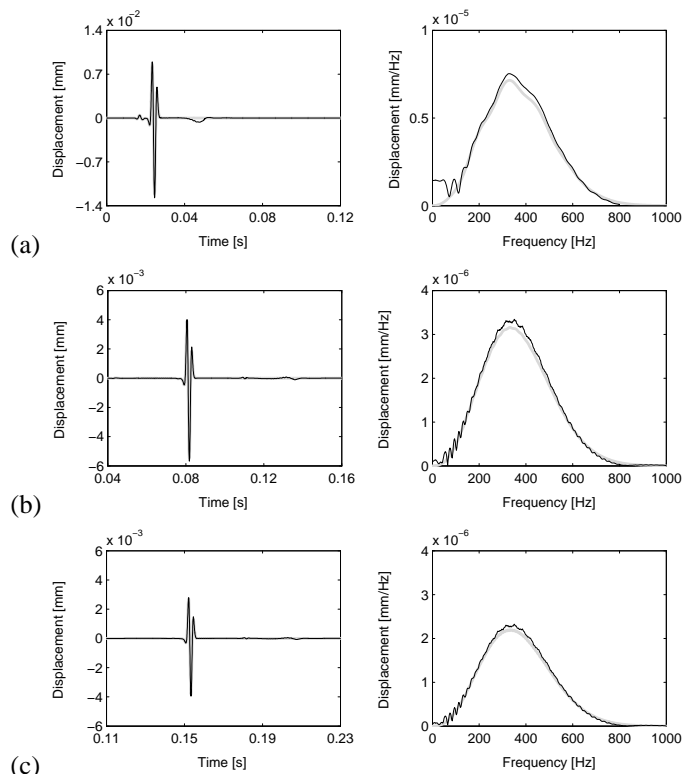 x 10−2
1.4
0.7
0
−0.7
−1.4
0 0.04 0.08 0.12
Time [s]
Displacement [mm]
x 10−5
1
0.5
0
0 200 400 600 800 1000
Frequency [Hz]
Displacement [mm/Hz]
(a)
x 10−3
6
4
2
0
−2
−4
−6
0.04 0.08 0.12 0.16
Time [s]
Displacement [mm]
x 10−6
4
3
2
1
0
0 200 400 600 800 1000
Frequency [Hz]
Displacement [mm/Hz]
(b)
x 10−3
6
4
2
0
−2
−4
−6
0.11 0.15 0.19 0.23
Time [s]
Displacement [mm]
x 10−6
4
3
2
1
0
0 200 400 600 800 1000
Frequency [Hz]
Displacement [mm/Hz]
(c)